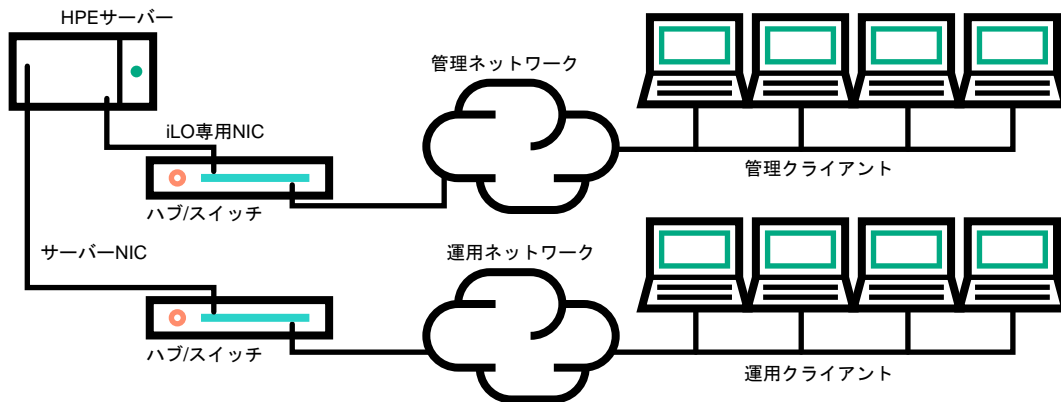 HPEサーバー
管理ネットワーク
iLO専用NIC
管理クライアント
ハブ/スイッチ
サーバーNIC
運用ネットワーク
ハブ/スイッチ
運用クライアント